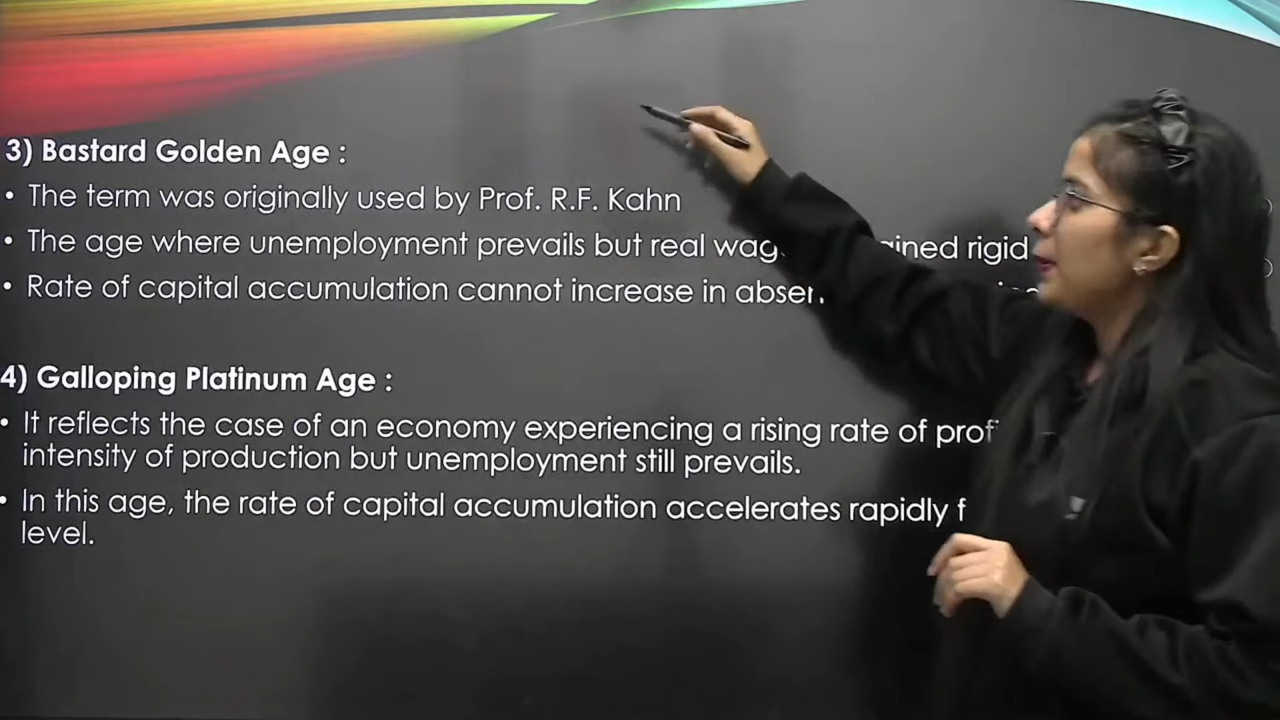 3) Bastard Golden Age :
• The term was originally used by Prof. R.F. Kahn
• The age where unemployment prevails but real rigid
• Rate of capital accumulation cannot increase in
4) Galloping Platinum Age :
• It reflects the case of an economy experiencing a rising rate of
intensity of production but unemployment still prevails.
• In this age, the rate of capital accumulation accelerates rapidly
level.